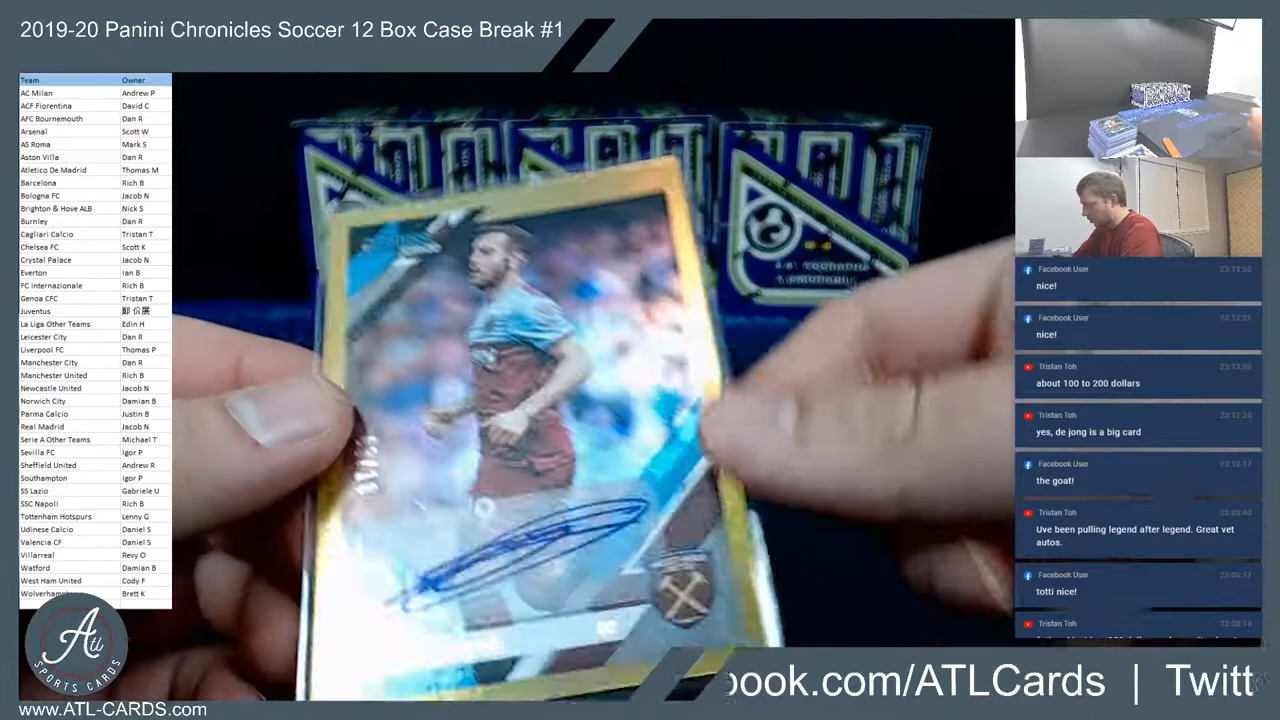 2019-20 Panini Chronicles Soccer 12 Box Case Break #1
Team Owner
AC Milan Andrew P
ACF Fiorentina David C
AFC Bournemouth Dan R
Arsenal Scott W
AS Roma Mark S
Aston Villa Dan R
Atletico De Madrid Thomas M
Barcelona Rich B
Bologna FC Jacob N
Brighton & Hove ALB Nick S
Burnley Dan R
Cagliari Calcio Tristan T
Chelsea FC Scott K
Crystal Palace Jacob N
Everton Ian B
FC Internazionale Rich B
Genoa CFC Tristan T
Juventus
La Liga Other Teams Edin H
Leicester City Dan R
Liverpool FC Thomas P
Manchester City Dan R
Manchester United Rich B
Newcastle United Jacob N
Norwich City Damian B
Parma Calcio Justin B
Real Madrid Jacob N
Serie A Other Teams Michael T
Sevilla FC Igor P
Sheffield United Andrew R
Southampton Igor P
SS Lazio Gabriele U
SSC Napoli Rich B
Tottenham Hotspurs Lenny G
Udinese Calcio Daniel S
Valencia CF Daniel S
Villarreal Revy O
Watford Damian B
West Ham United Cody F
Brett K
Facebook User
nice!
Facebook User
nice!
Tristan Toh
about 100 to 200 dollars
Tristan Toh
yes, de jong is a big card
Facebook User
the goat!
Tristan Toh
Uve been pulling legend after legend. Great vet
autos.
Facebook User
totti nice!
Tristan Toh
Atl
SPORTS CARDS
www.ATL-CARDS.com
book.com/ATLCards | Twitt